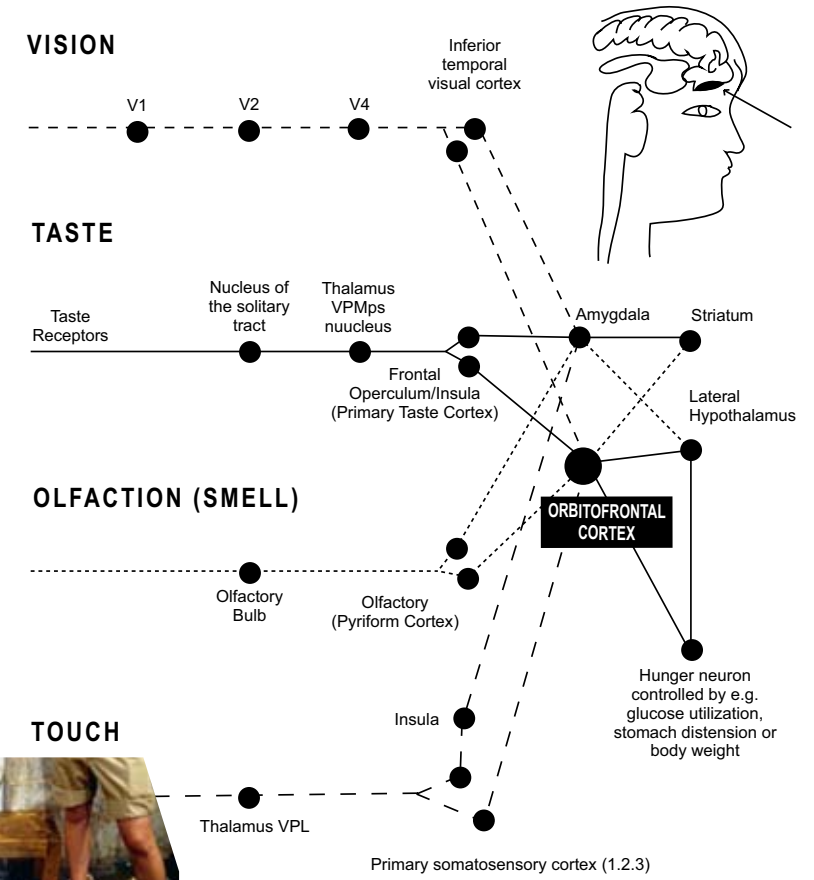 VISION
Inferior
temporal
visual cortex
V1
V2
V4
TASTE
Taste
Receptors
Nucleus of
the solitary
tract
Thalamus
VPMps
nuucleus
Frontal
Operculum/Insula
(Primary Taste Cortex)
Amygdala
Striatum
Lateral
Hypothalamus
OLFACTION (SMELL)
ORBITOFRONTAL
CORTEX
Olfactory
Bulb
Olfactory
(Pyriform Cortex)
Hunger neuron
controlled by e.g.
glucose utilization,
stomach distension or
body weight
TOUCH
Insula
Thalamus VPL
Primary somatosensory cortex (1.2.3)